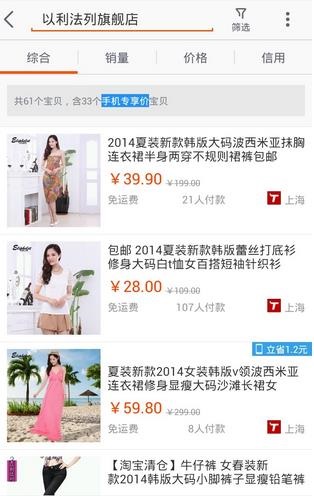 以利法列旗舰店
筛选
综合
销量
价格
信用
共61个宝贝，含33个手机专享价宝贝
2014夏装新款韩版大码波西米亚抹胸
连衣裙半身两穿不规则裙裤包邮
￥39.90 ￥199.00
免运费 21人付款 T 上海
包邮 2014夏装新款韩版蕾丝打底衫
修身大码白t恤女百搭短袖针织衫
￥28.00 ￥109.00
免运费 107人付款 T 上海
立省1.2元
夏装新款2014女装韩版v领波西米亚
连衣裙修身显瘦大码沙滩长裙女
￥59.80 ￥299.00
免运费 8人付款 T 上海
【淘宝清仓】牛仔裤 女春装新
款2014韩版大码小脚裤子显瘦铅笔裤